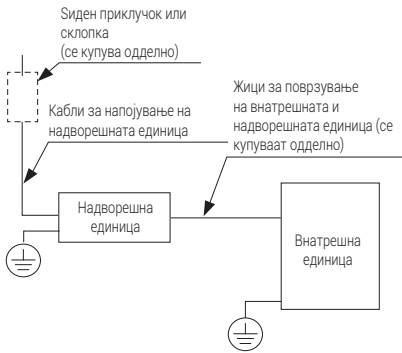 Ѕиден приклучок или
склопка
(се купува одделно)
Кабли за напојување на
надворешната единица
Жици за поврзување
на внатрешната и
надворешната единица (се
купуваат одделно)
Надворешна
единица
Внатрешна
единица